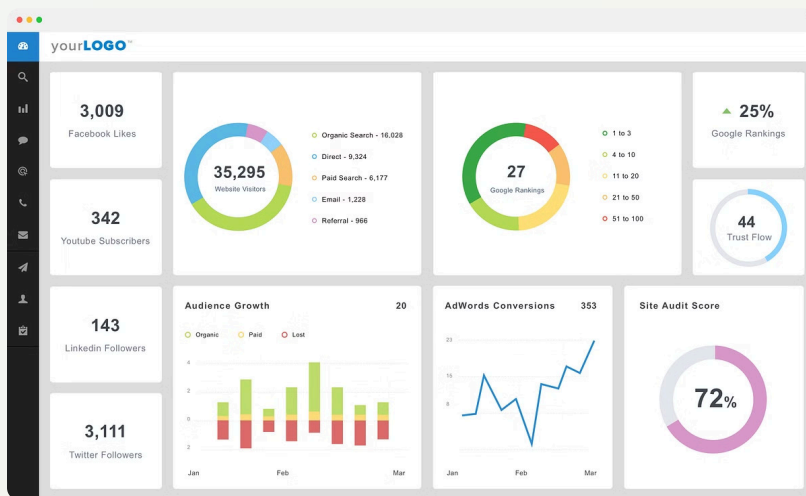 yourLOGO™
3,009
Facebook Likes
342
Youtube Subscribers
143
Linkedin Followers
3,111
Twitter Followers
35,295
Website Visitors
Organic Search - 16,028
Direct - 9,324
Paid Search - 6,177
Email - 1,228
Referral - 966
27
Google Rankings
1 to 3
4 to 10
11 to 20
21 to 50
51 to 100
25%
Google Rankings
44
Trust Flow
Audience Growth 20
Organic Paid Lost
4
2
0
2
Jan Feb Mar
AdWords Conversions 353
23
15
8
Jan Feb Mar
Site Audit Score
72%